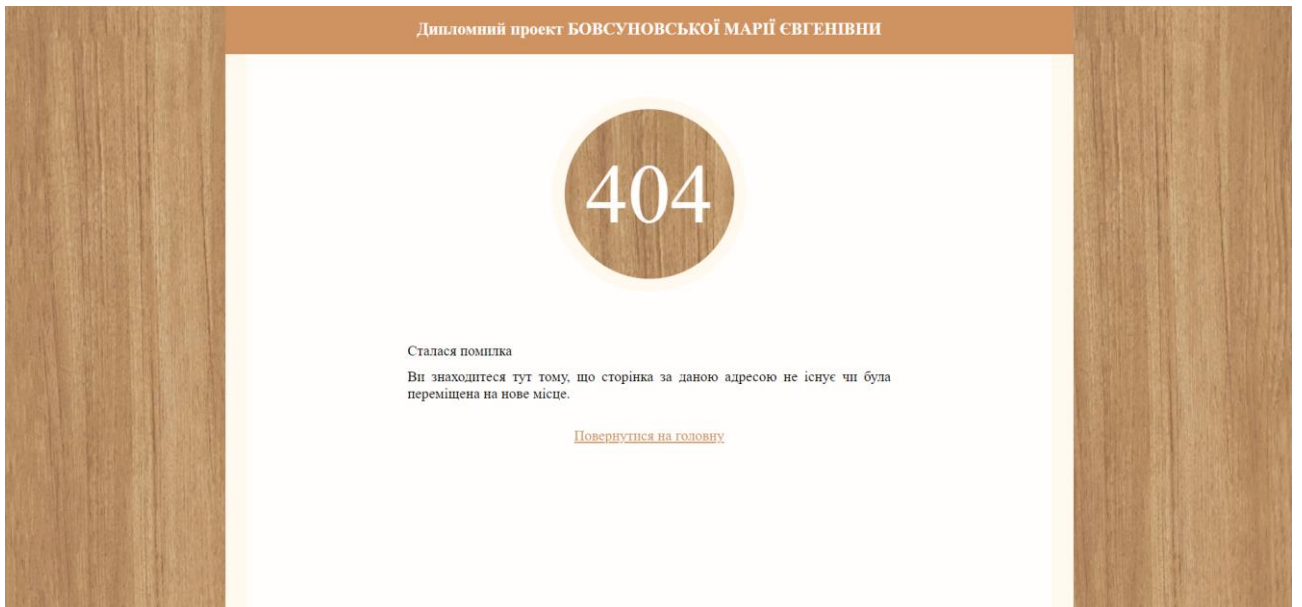 Дипломний проект БОВСУНОВСЬКОЇ МАРІЇ ЄВГЕНІВНИ
404
Сталася помилка
Ви знаходитеся тут тому, що сторінка за даною адресою не існує чи була
переміщена на нове місце.
Повернутися на головну